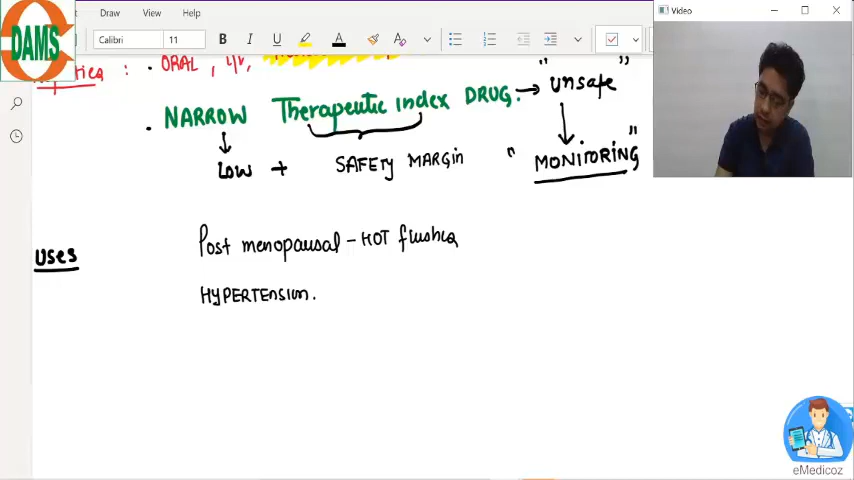 DAMS
Home Draw View Help
Video
Calibri 11 B I U A
: . ORAL , I/V,
. NARROW Therapeutic index DRUG. → "unsafe"
LOW + SAFETY MARGIN "MONITORING"
USES
Post menopausal - HOT flushes
HYPERTENSION.
eMedicoz